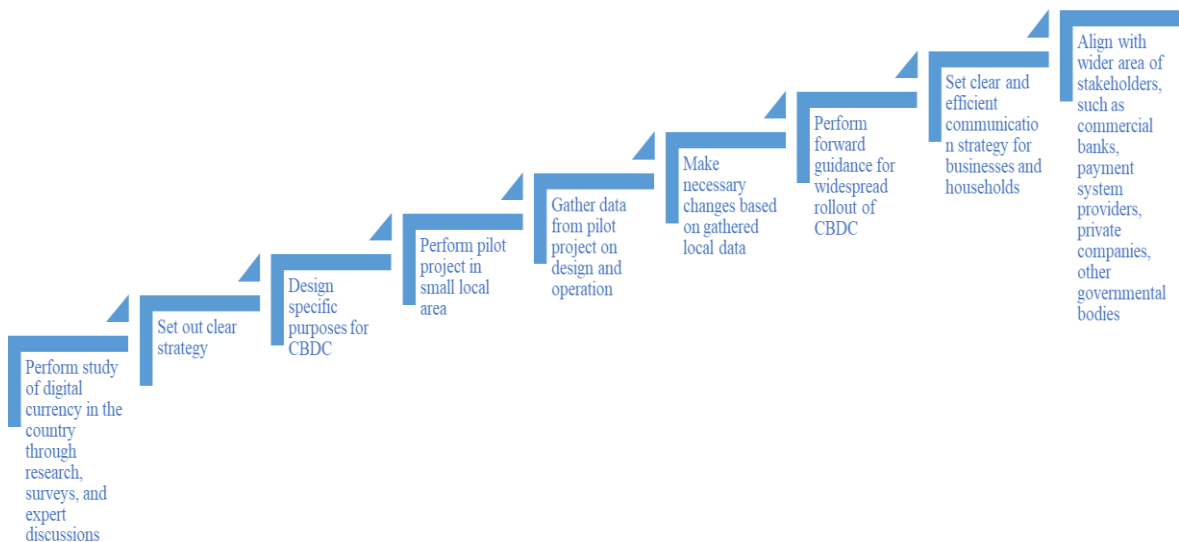 Perform study
of digital
currency in the
country
through
research,
surveys, and
expert
discussions
Set out clear
strategy
Design
specific
purposes for
CBDC
Perform pilot
project in
small local
area
Gather data
from pilot
project on
design and
operation
Make
necessary
changes based
on gathered
local data
Perform
forward
guidance for
widespread
rollout of
CBDC
Set clear and
efficient
communicatio
n strategy for
businesses and
households
Align with
wider area of
stakeholders,
such as
commercial
banks,
payment
system
providers,
private
companies,
other
governmental
bodies